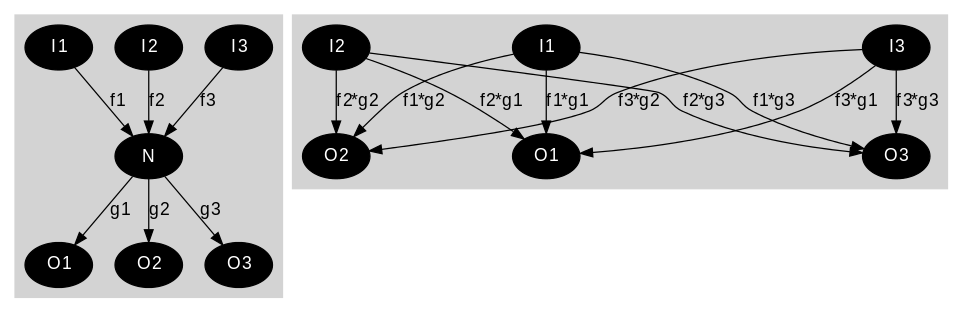 I1 I2 I3
f1 f2 f3
N
g1 g2 g3
O1 O2 O3
I2 I1 I3
f2*g2 f1*g2 f2*g1 f1*g1 f3*g2 f2*g3 f1*g3 f3*g1 f3*g3
O2 O1 O3